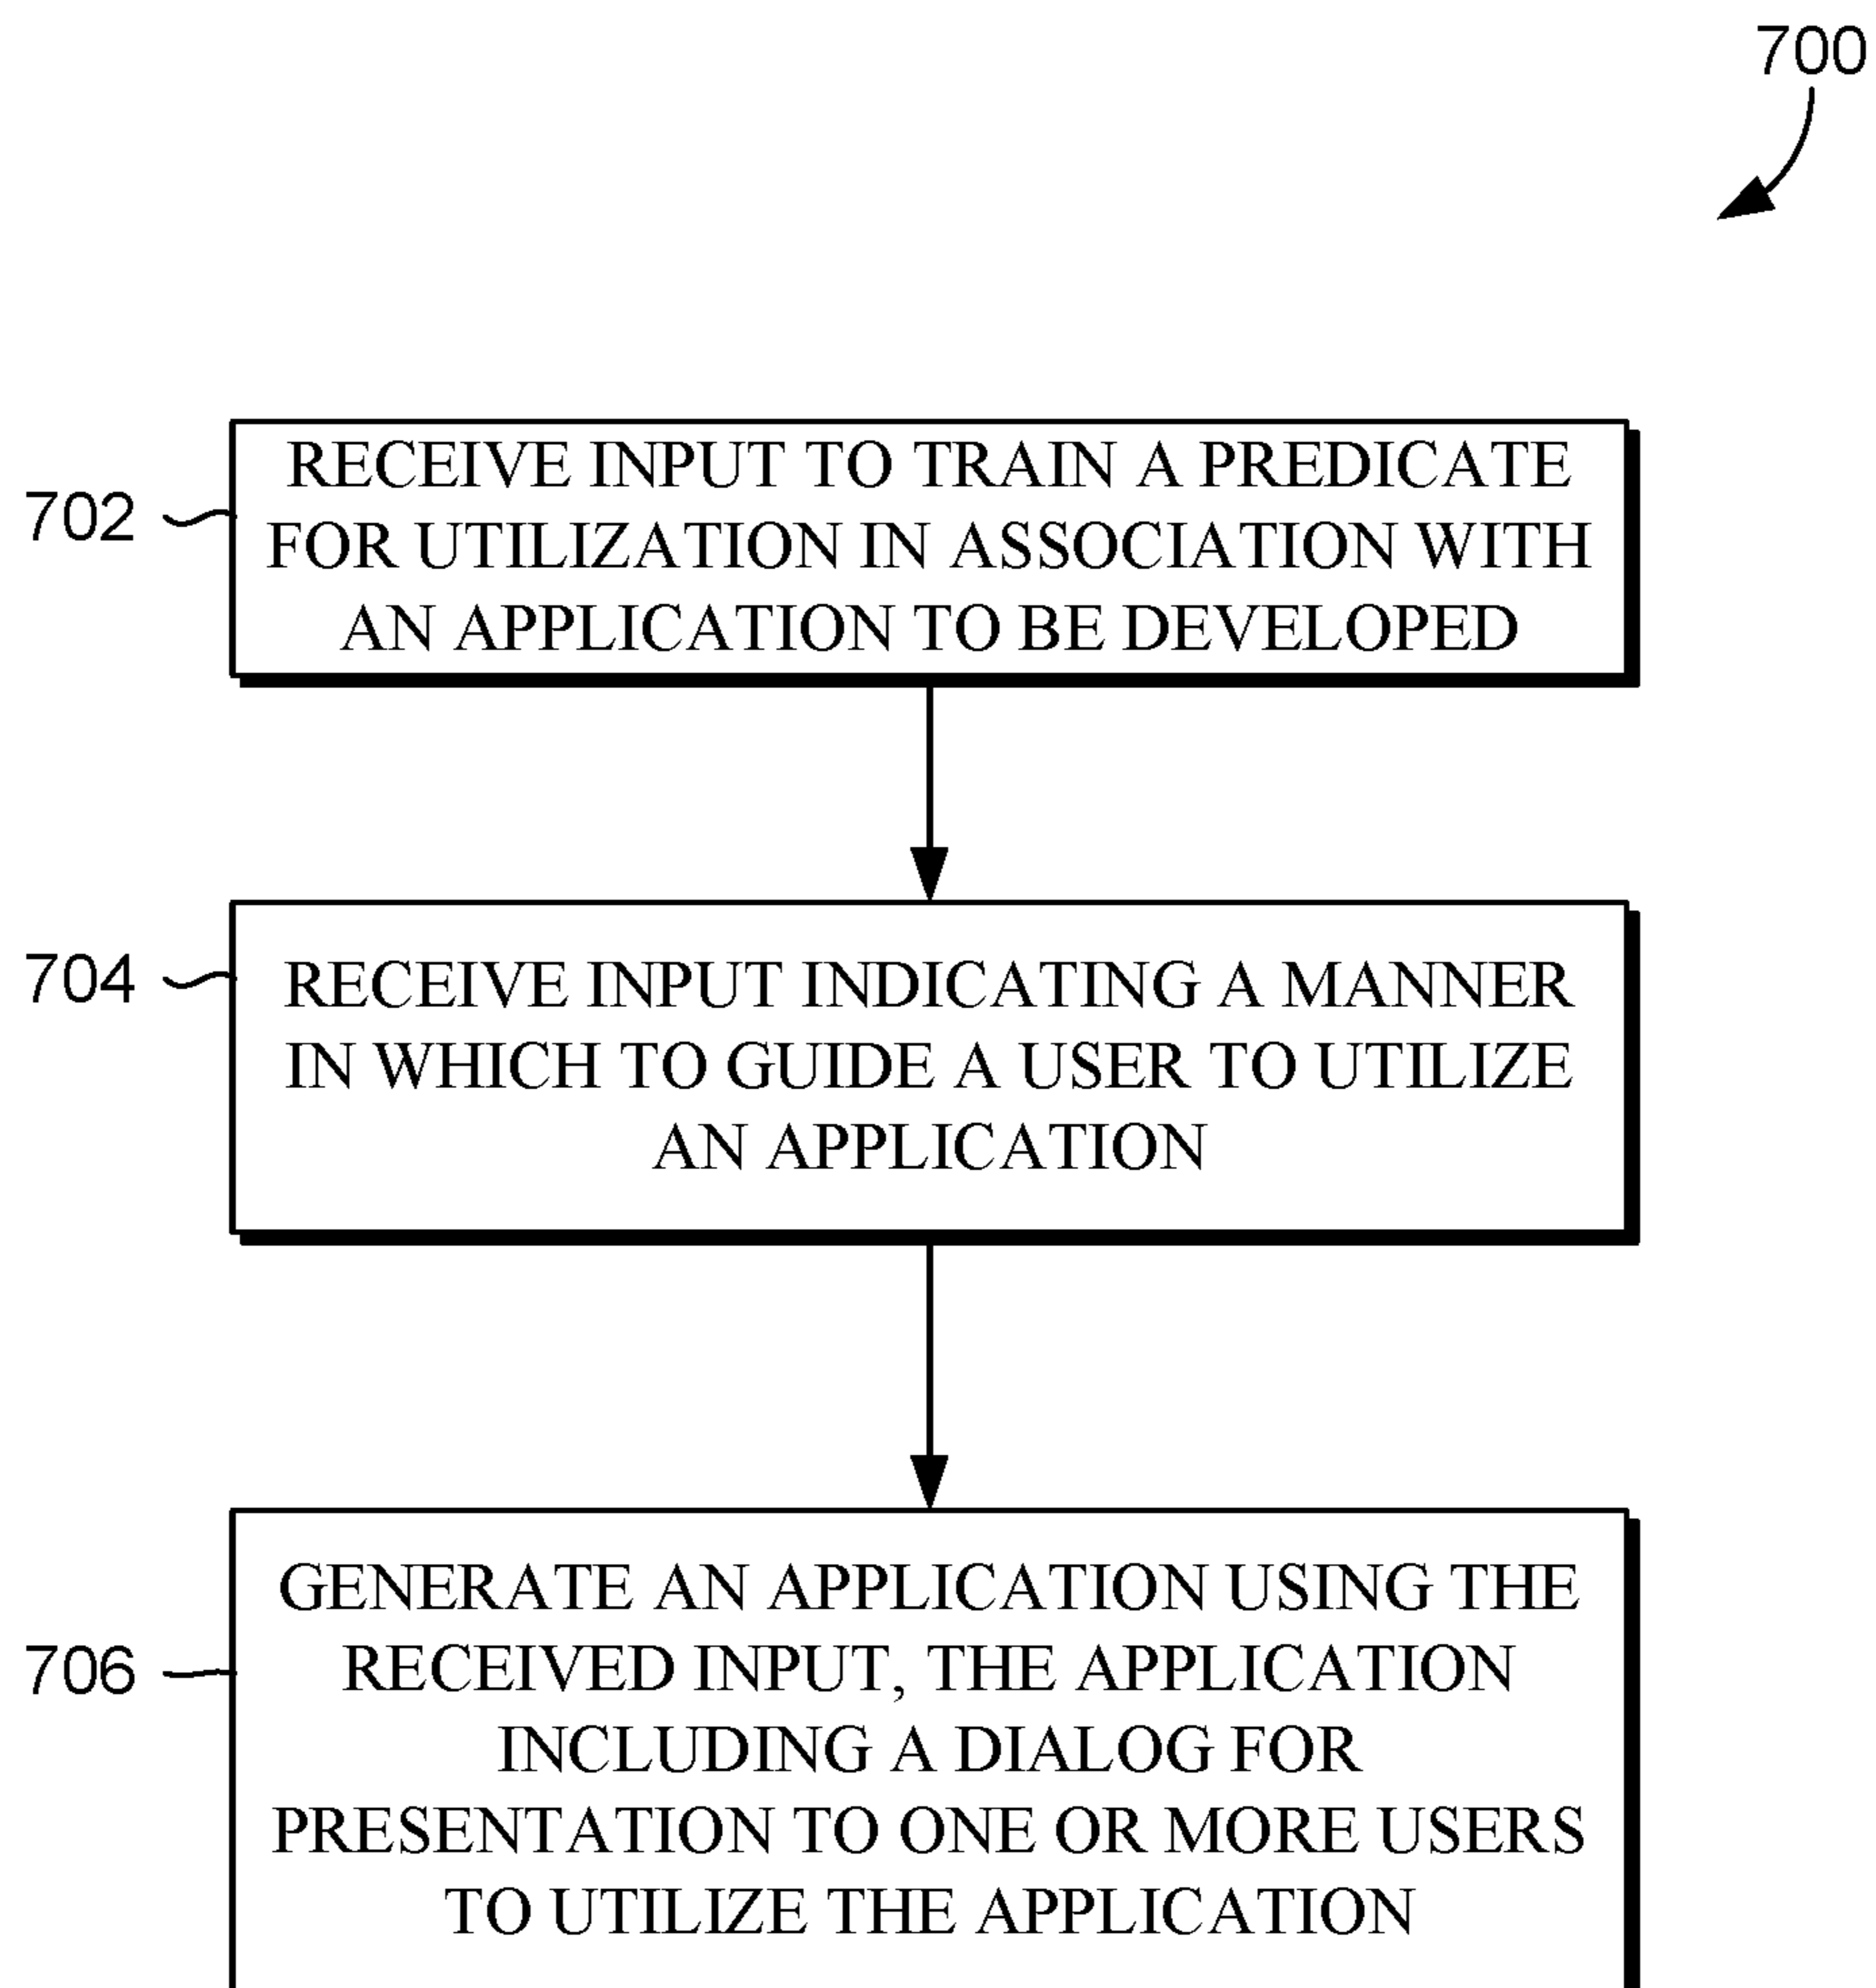 700
702
RECEIVE INPUT TO TRAIN A PREDICATE
FOR UTILIZATION IN ASSOCIATION WITH
AN APPLICATION TO BE DEVELOPED
704
RECEIVE INPUT INDICATING A MANNER
IN WHICH TO GUIDE A USER TO UTILIZE
AN APPLICATION
706
GENERATE AN APPLICATION USING THE
RECEIVED INPUT, THE APPLICATION
INCLUDING A DIALOG FOR
PRESENTATION TO ONE OR MORE USERS
TO UTILIZE THE APPLICATION